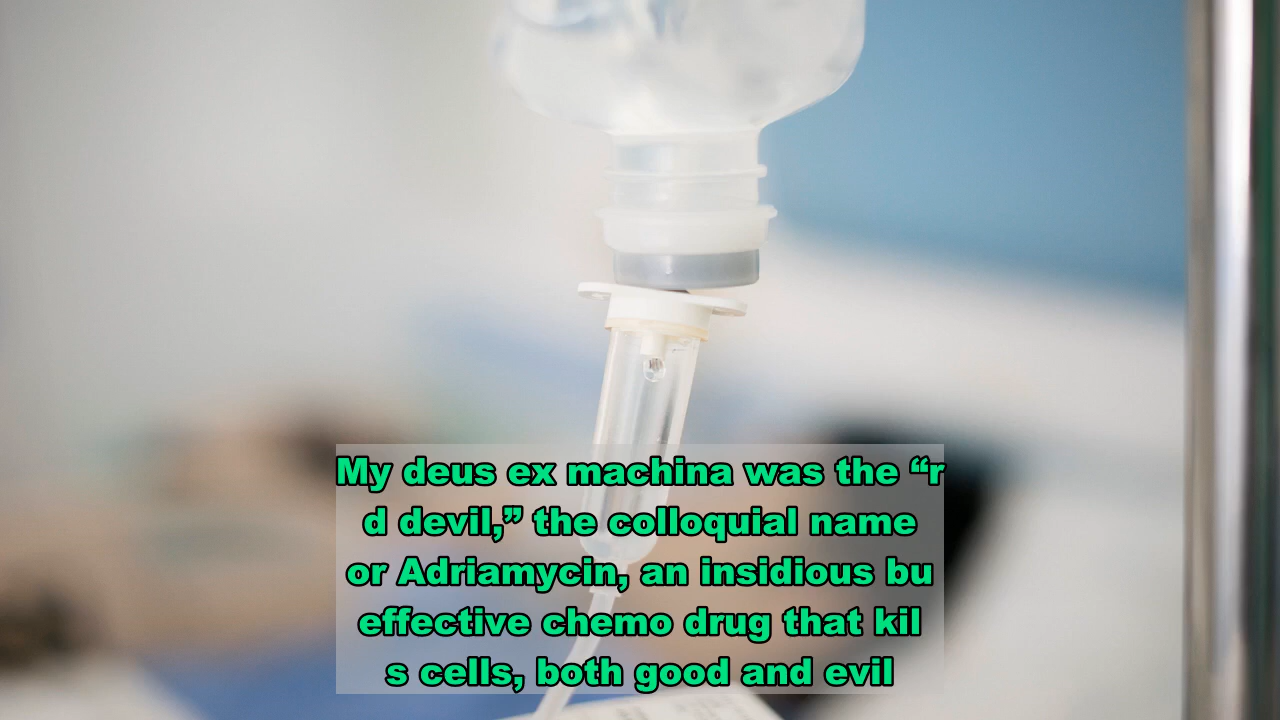 My deus ex machina was the “r
d devil,” the colloquial name
or Adriamycin, an insidious bu
effective chemo drug that kil
s cells, both good and evil